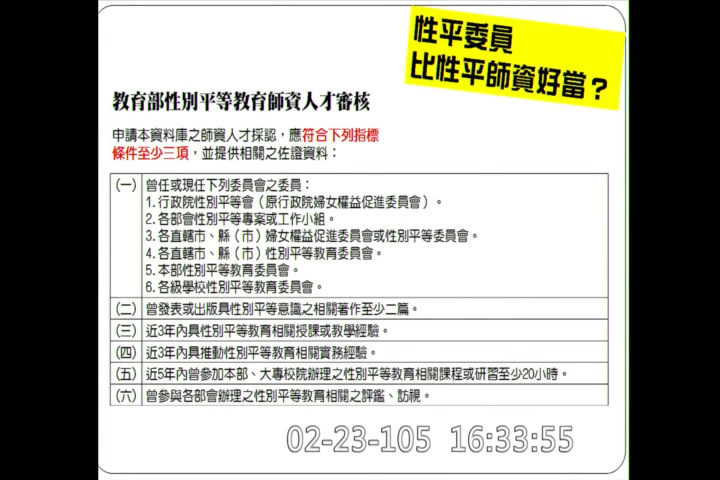 性平委員
比性平師資好當？
教育部性別平等教育師資人才審核
申請本資料庫之師資人才採認，應符合下列指標
條件至少三項，並提供相關之佐證資料：
(一) 曾任或現任下列委員會之委員：
1.行政院性別平等會（原行政院婦女權益促進委員會）。
2.各部會性別平等專案或工作小組。
3.各直轄市、縣（市）婦女權益促進委員會或性別平等委員會。
4.各直轄市、縣（市）性別平等教育委員會。
5.本部性別平等教育委員會。
6.各級學校性別平等教育委員會。
(二) 曾發表或出版具性別平等意識之相關著作至少二篇。
(三) 近3年內具性別平等教育相關授課或教學經驗。
(四) 近3年內具推動性別平等教育相關實務經驗。
(五) 近5年內曾參加本部、大專校院辦理之性別平等教育相關課程或研習至少20小時。
(六) 曾參與各部會辦理之性別平等教育相關之評鑑、訪視。
02-23-105 16:33:55